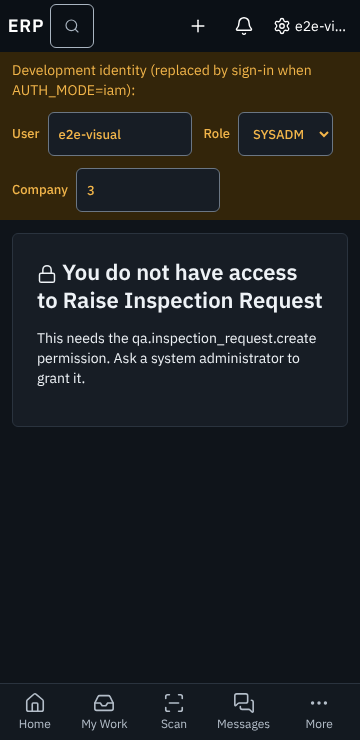 ERP
e2e-vi...
Development identity (replaced by sign-in when
AUTH_MODE=iam):
User e2e-visual Role SYSADM
Company 3
You do not have access
to Raise Inspection Request
This needs the qa.inspection_request.create
permission. Ask a system administrator to
grant it.
Home My Work Scan Messages More